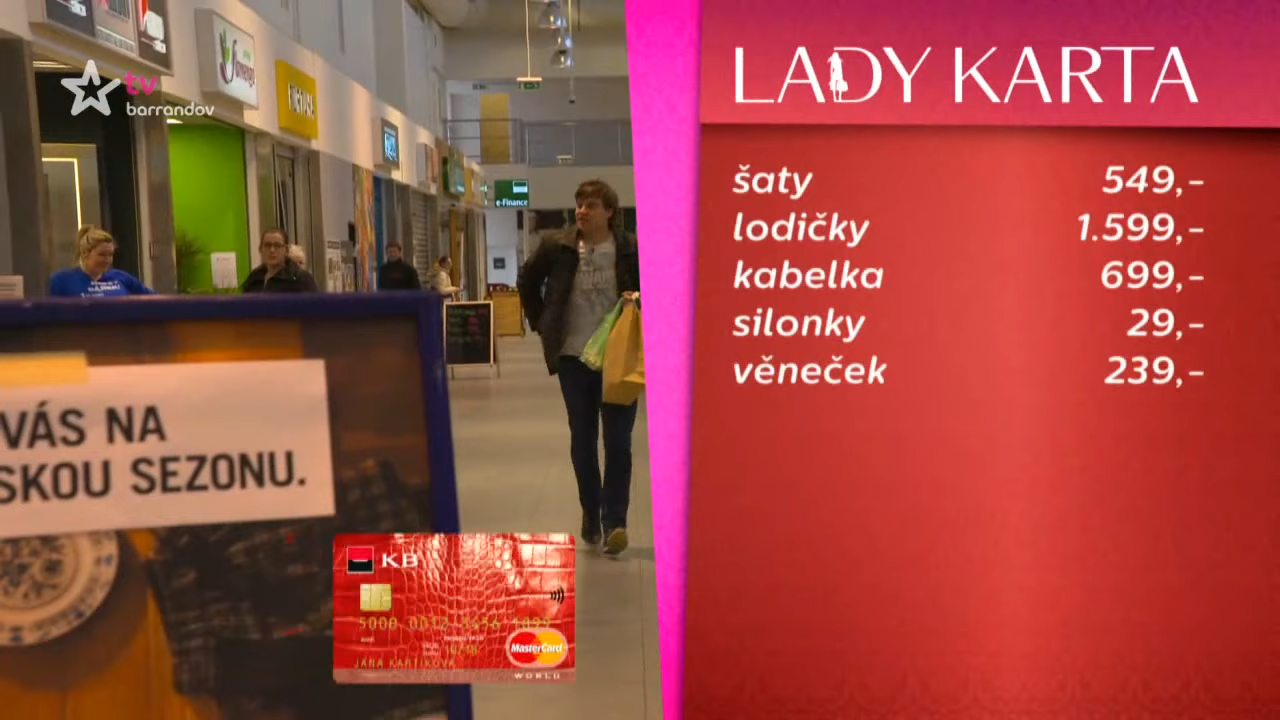 tv
barrandov
e-Finance
VÁS NA
SKOU SEZONU.
KB
MasterCard
WORLD
LADY KARTA
šaty 549,-
lodičky 1.599,-
kabelka 699,-
silonky 29,-
věneček 239,-